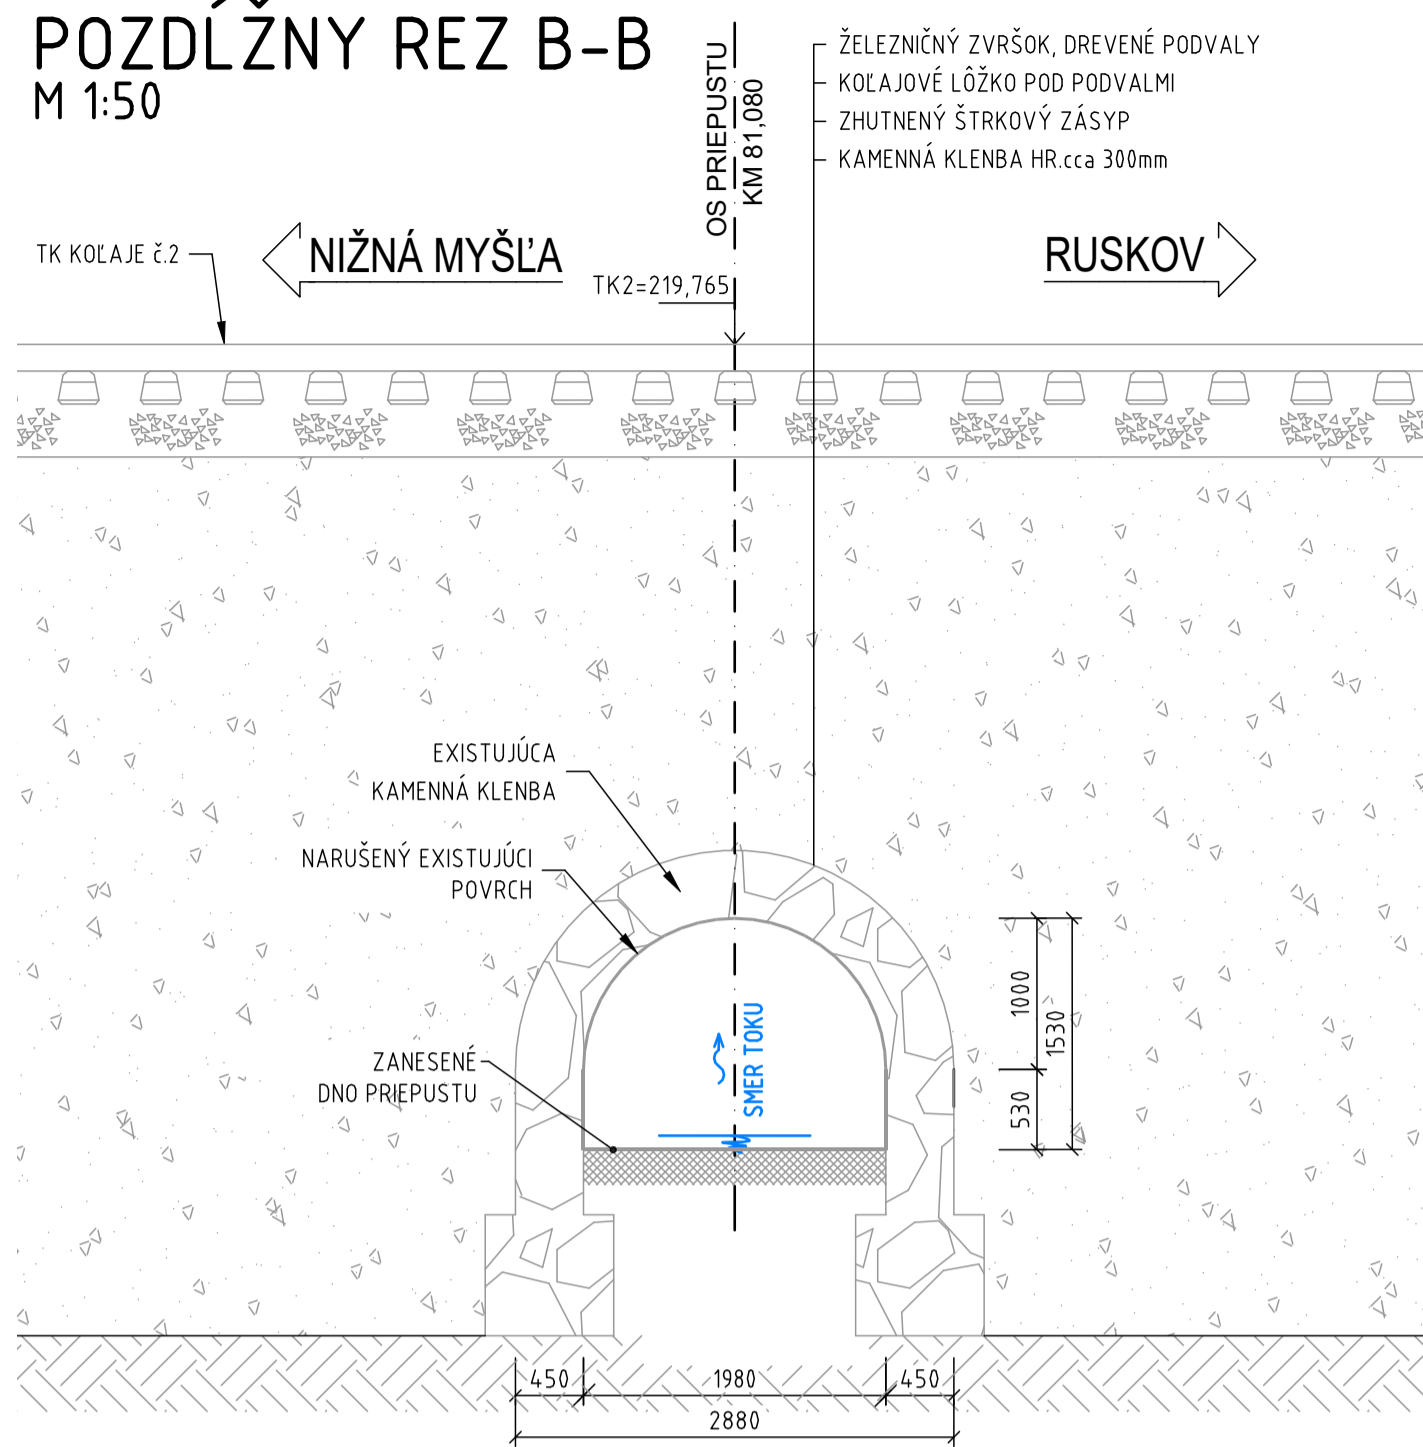 POZDĹŽNY REZ B-B
M 1:50
OS PRIEPUSTU
KM 81,080
ŽELEZNIČNÝ ZVRŠOK, DREVENÉ PODVALY
KOĽAJOVÉ LÔŽKO POD PODVALMI
ZHUTNENÝ ŠTRKOVÝ ZÁSYP
KAMENNÁ KLENBA HR.cca 300mm
TK KOĽAJE č.2
NIŽNÁ MYŠĽA
RUSKOV
TK2=219,765
EXISTUJÚCA
KAMENNÁ KLENBA
NARUŠENÝ EXISTUJÚCI
POVRCH
ZANESENÉ
DNO PRIEPUSTU
SMER TOKU
1000
530
1530
450
1980
450
2880